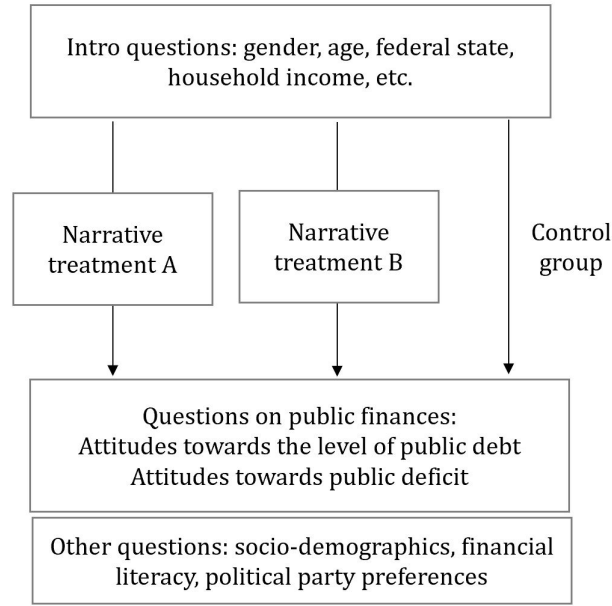 Intro questions: gender, age, federal state,
household income, etc.
Narrative
treatment A
Narrative
treatment B
Control
group
Questions on public finances:
Attitudes towards the level of public debt
Attitudes towards public deficit
Other questions: socio-demographics, financial
literacy, political party preferences